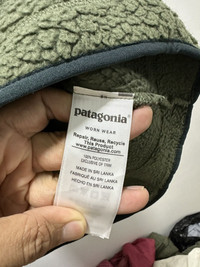 patagonia®
WORN WEAR
Repair, Reuse, Recycle
This Product
www.patagonia.com
100% POLYESTER
EXCLUSIVE OF TRIM
MADE IN SRI LANKA
FABRIQUÉ AU SRI LANKA
HECHO EN SRI LANKA